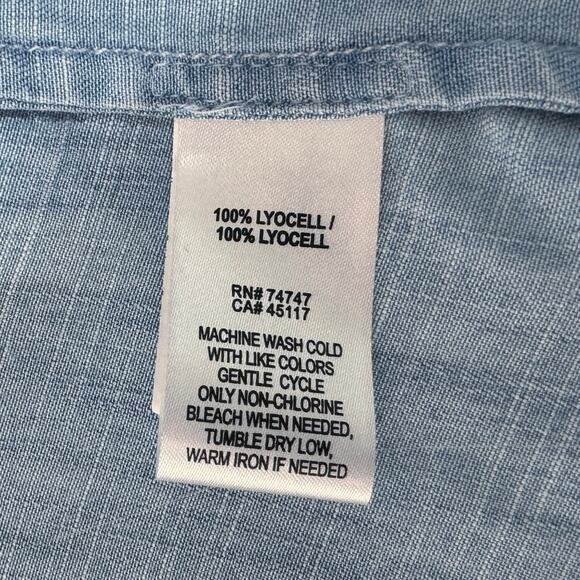 100% LYOCELL /
100% LYOCELL
RN# 74747
CA# 45117
MACHINE WASH COLD
WITH LIKE COLORS
GENTLE CYCLE
ONLY NON-CHLORINE
BLEACH WHEN NEEDED,
TUMBLE DRY LOW,
WARM IRON IF NEEDED